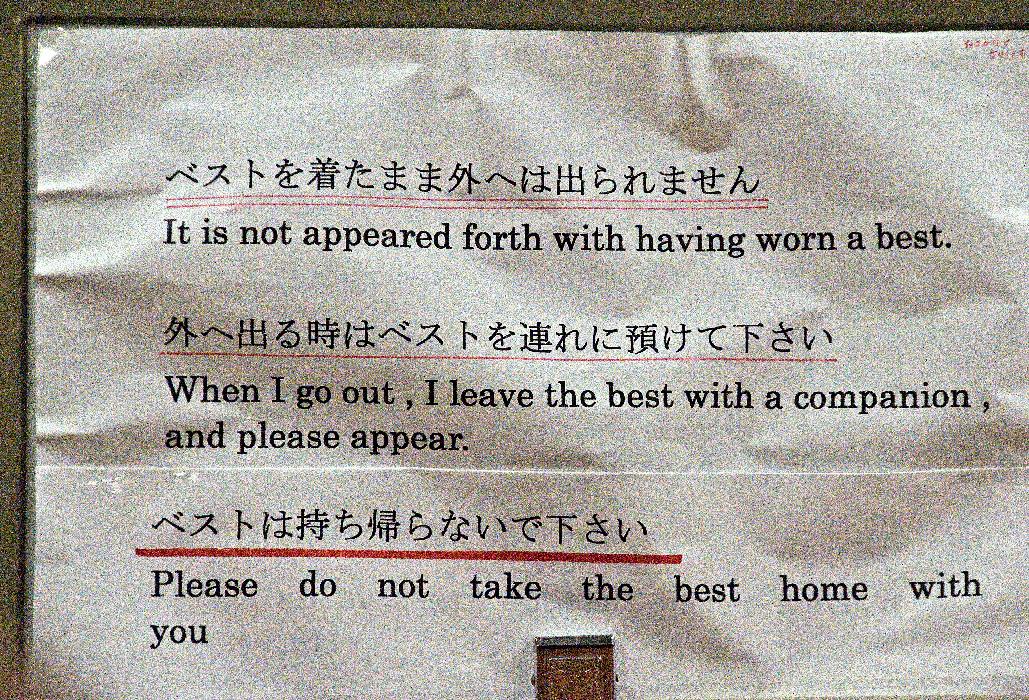 ベストを着たまま外へは出られません
It is not appeared forth with having worn a best.
外へ出る時はベストを連れに預けて下さい
When I go out , I leave the best with a companion ,
and please appear.
ベストは持ち帰らないで下さい
Please do not take the best home with
you